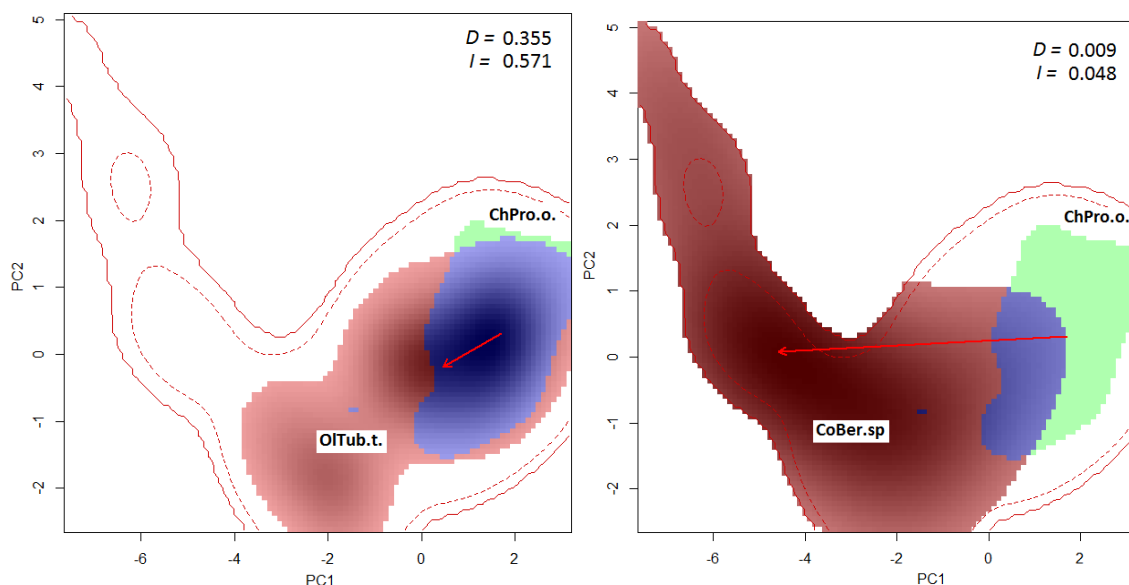 D = 0.355
I = 0.571
5
4
3
2
1
0
-1
-2
PC2
ChPro.o.
OlTub.t.
-6
-4
-2
0
2
PC1
D = 0.009
I = 0.048
5
4
3
2
1
0
-1
-2
PC2
ChPro.o.
CoBer.sp
-6
-4
-2
0
2
PC1